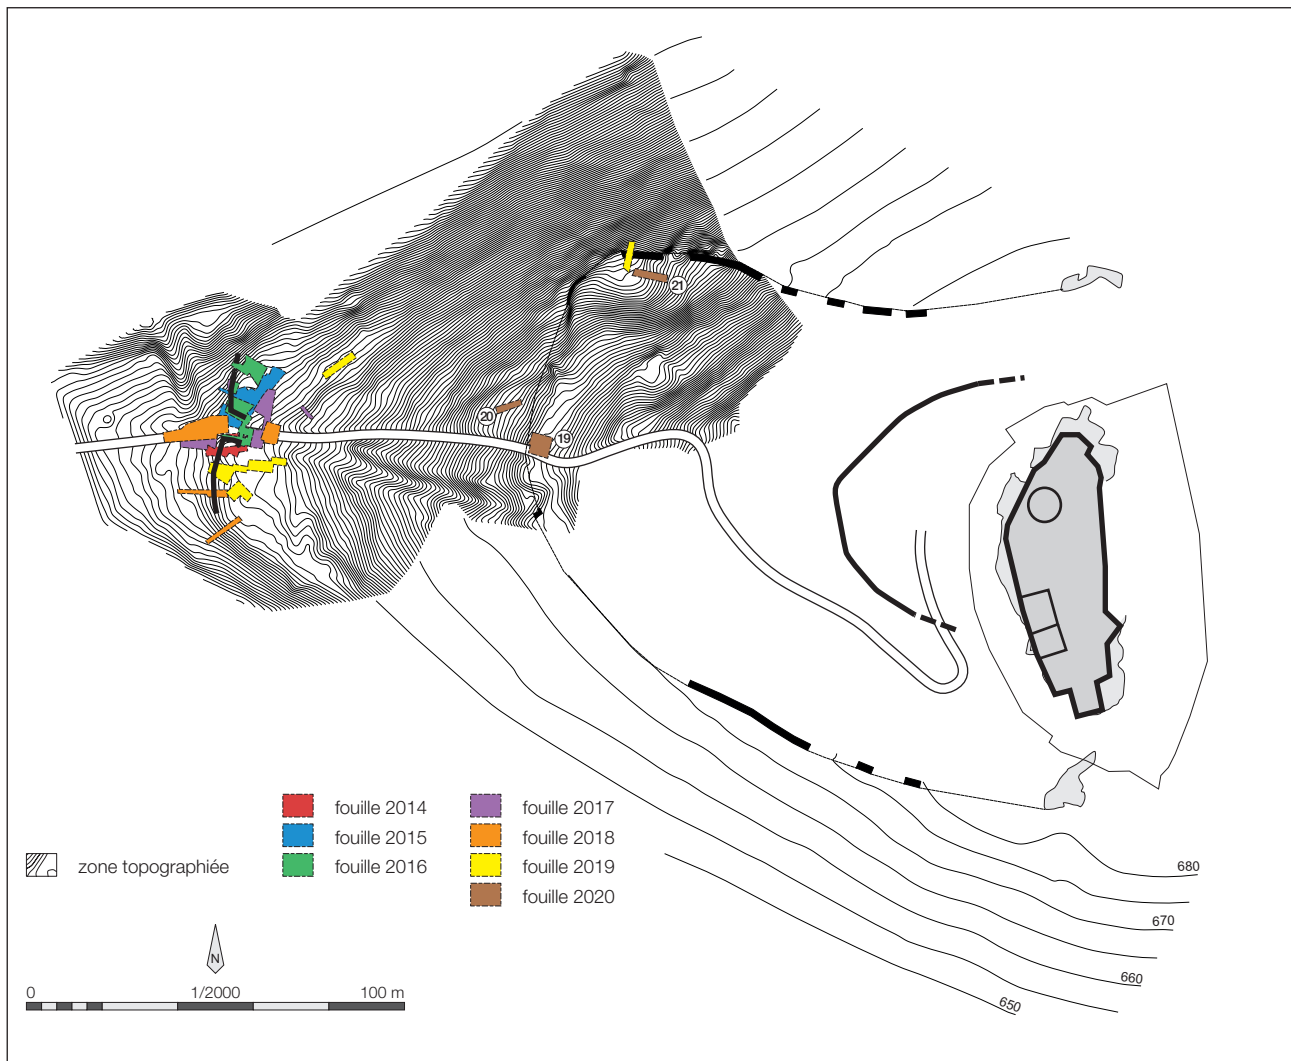 21
20
19
fouille 2014
fouille 2015
fouille 2016
fouille 2017
fouille 2018
fouille 2019
fouille 2020
zone topographiée
680
670
660
650
N
0 1/2000 100 m